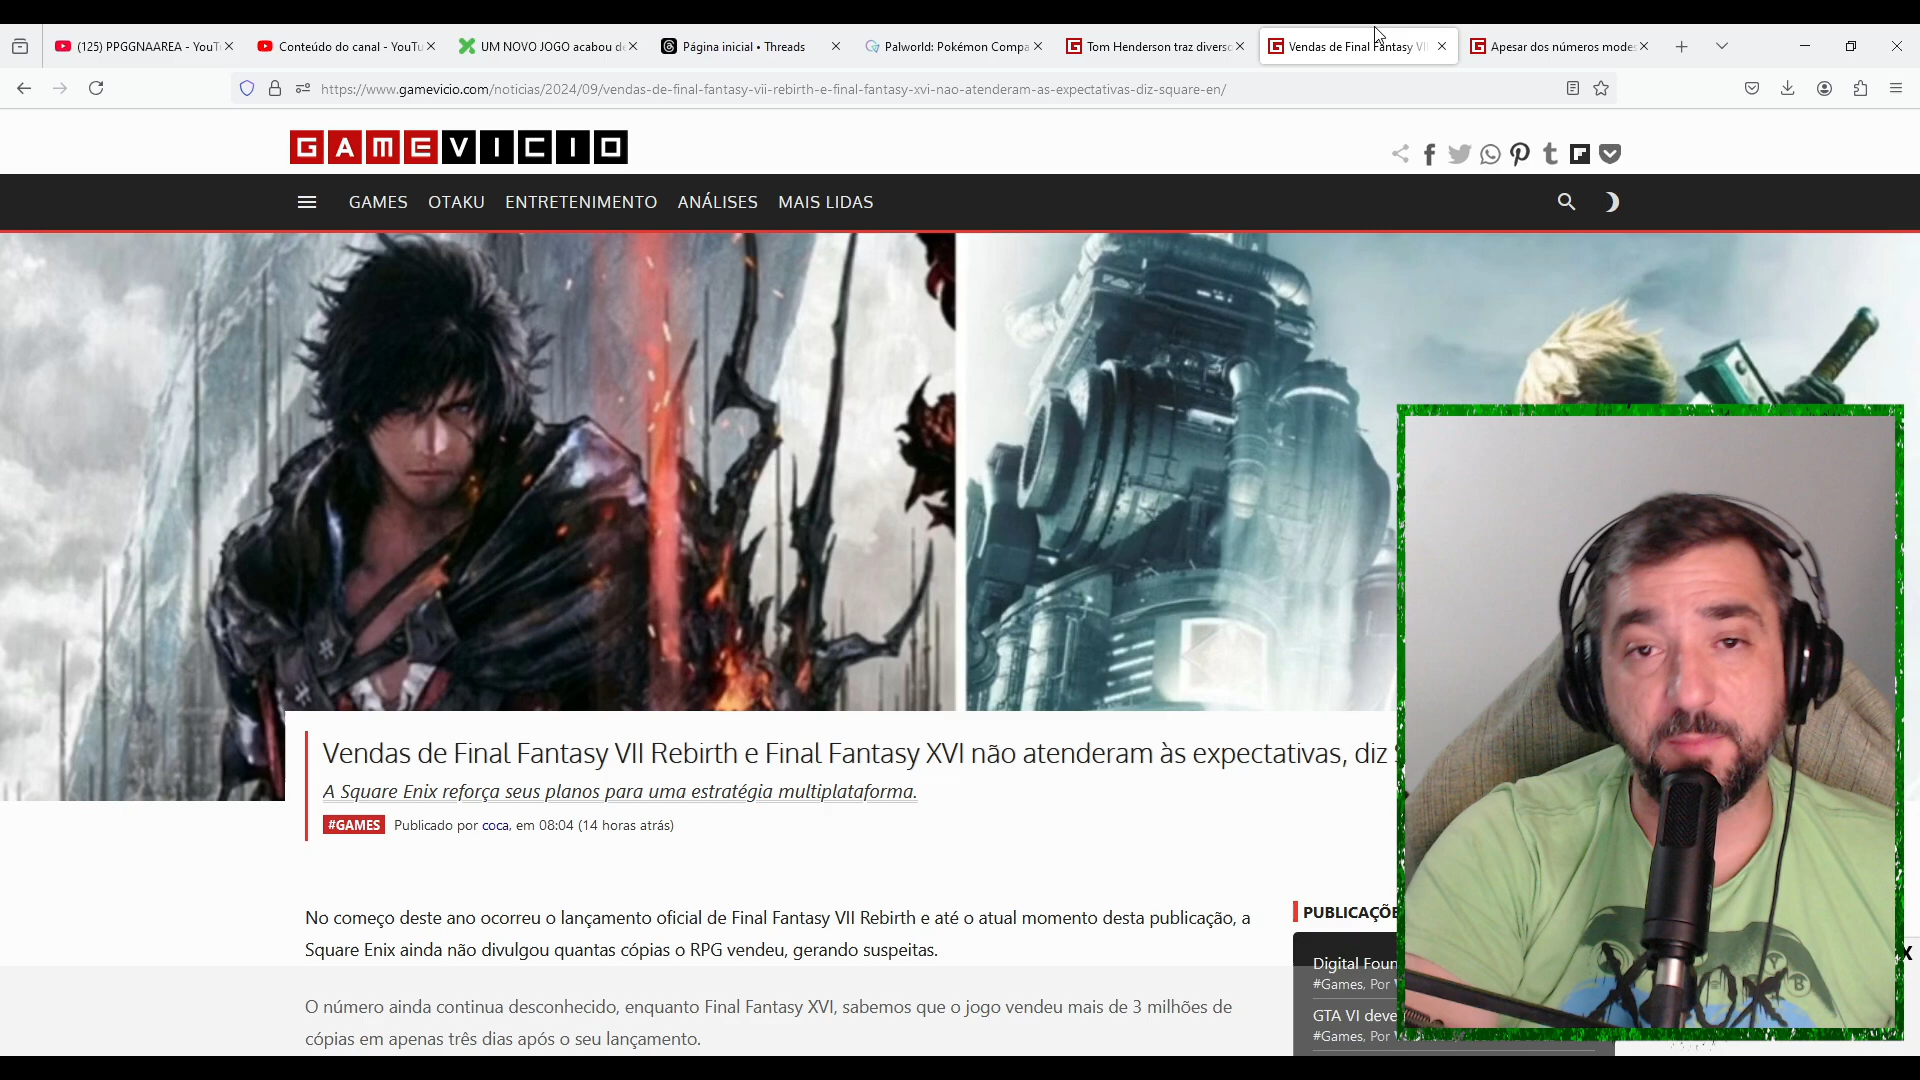 (125) PPGGNAAREA - YouTu
Conteúdo do canal - YouTu
UM NOVO JOGO acabou de
Página inicial • Threads
Palworld: Pokémon Compa
Tom Henderson traz diverso
Vendas de Final Fantasy VII
Apesar dos números modes
https://www.gamevicio.com/noticias/2024/09/vendas-de-final-fantasy-vii-rebirth-e-final-fantasy-xvi-nao-atenderam-as-expectativas-diz-square-en/
GAMEVICIO
GAMES OTAKU ENTRETENIMENTO ANÁLISES MAIS LIDAS
Vendas de Final Fantasy VII Rebirth e Final Fantasy XVI não atenderam às expectativas, diz
A Square Enix reforça seus planos para uma estratégia multiplataforma.
#GAMES Publicado por coca, em 08:04 (14 horas atrás)
No começo deste ano ocorreu o lançamento oficial de Final Fantasy VII Rebirth e até o atual momento desta publicação, a
Square Enix ainda não divulgou quantas cópias o RPG vendeu, gerando suspeitas.
O número ainda continua desconhecido, enquanto Final Fantasy XVI, sabemos que o jogo vendeu mais de 3 milhões de
cópias em apenas três dias após o seu lançamento.
PUBLICAÇÕE
Digital Foun
#Games, Por
GTA VI deve
#Games, Por
X